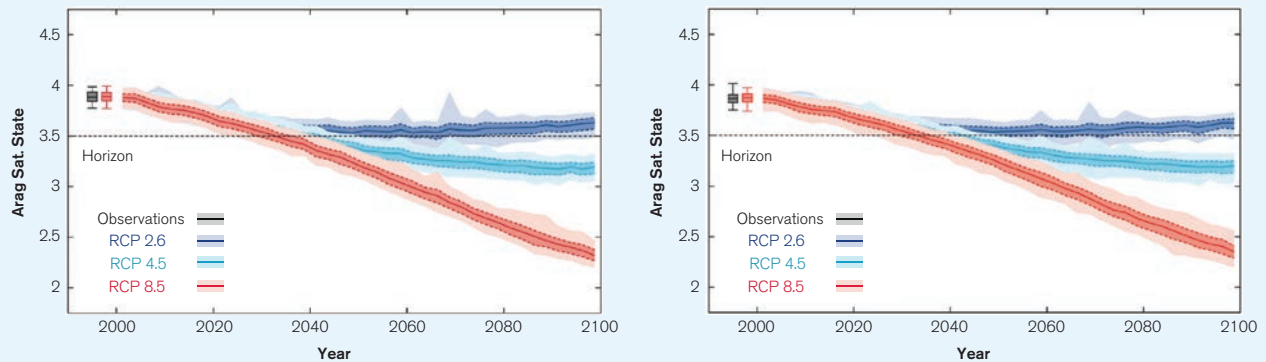 4.5
4
3.5
3
2.5
2
Arag Sat. State
Horizon
Observations
RCP 2.6
RCP 4.5
RCP 8.5
2000 2020 2040 2060 2080 2100
Year
4.5
4
3.5
3
2.5
2
Arag Sat. State
Horizon
Observations
RCP 2.6
RCP 4.5
RCP 8.5
2000 2020 2040 2060 2080 2100
Year